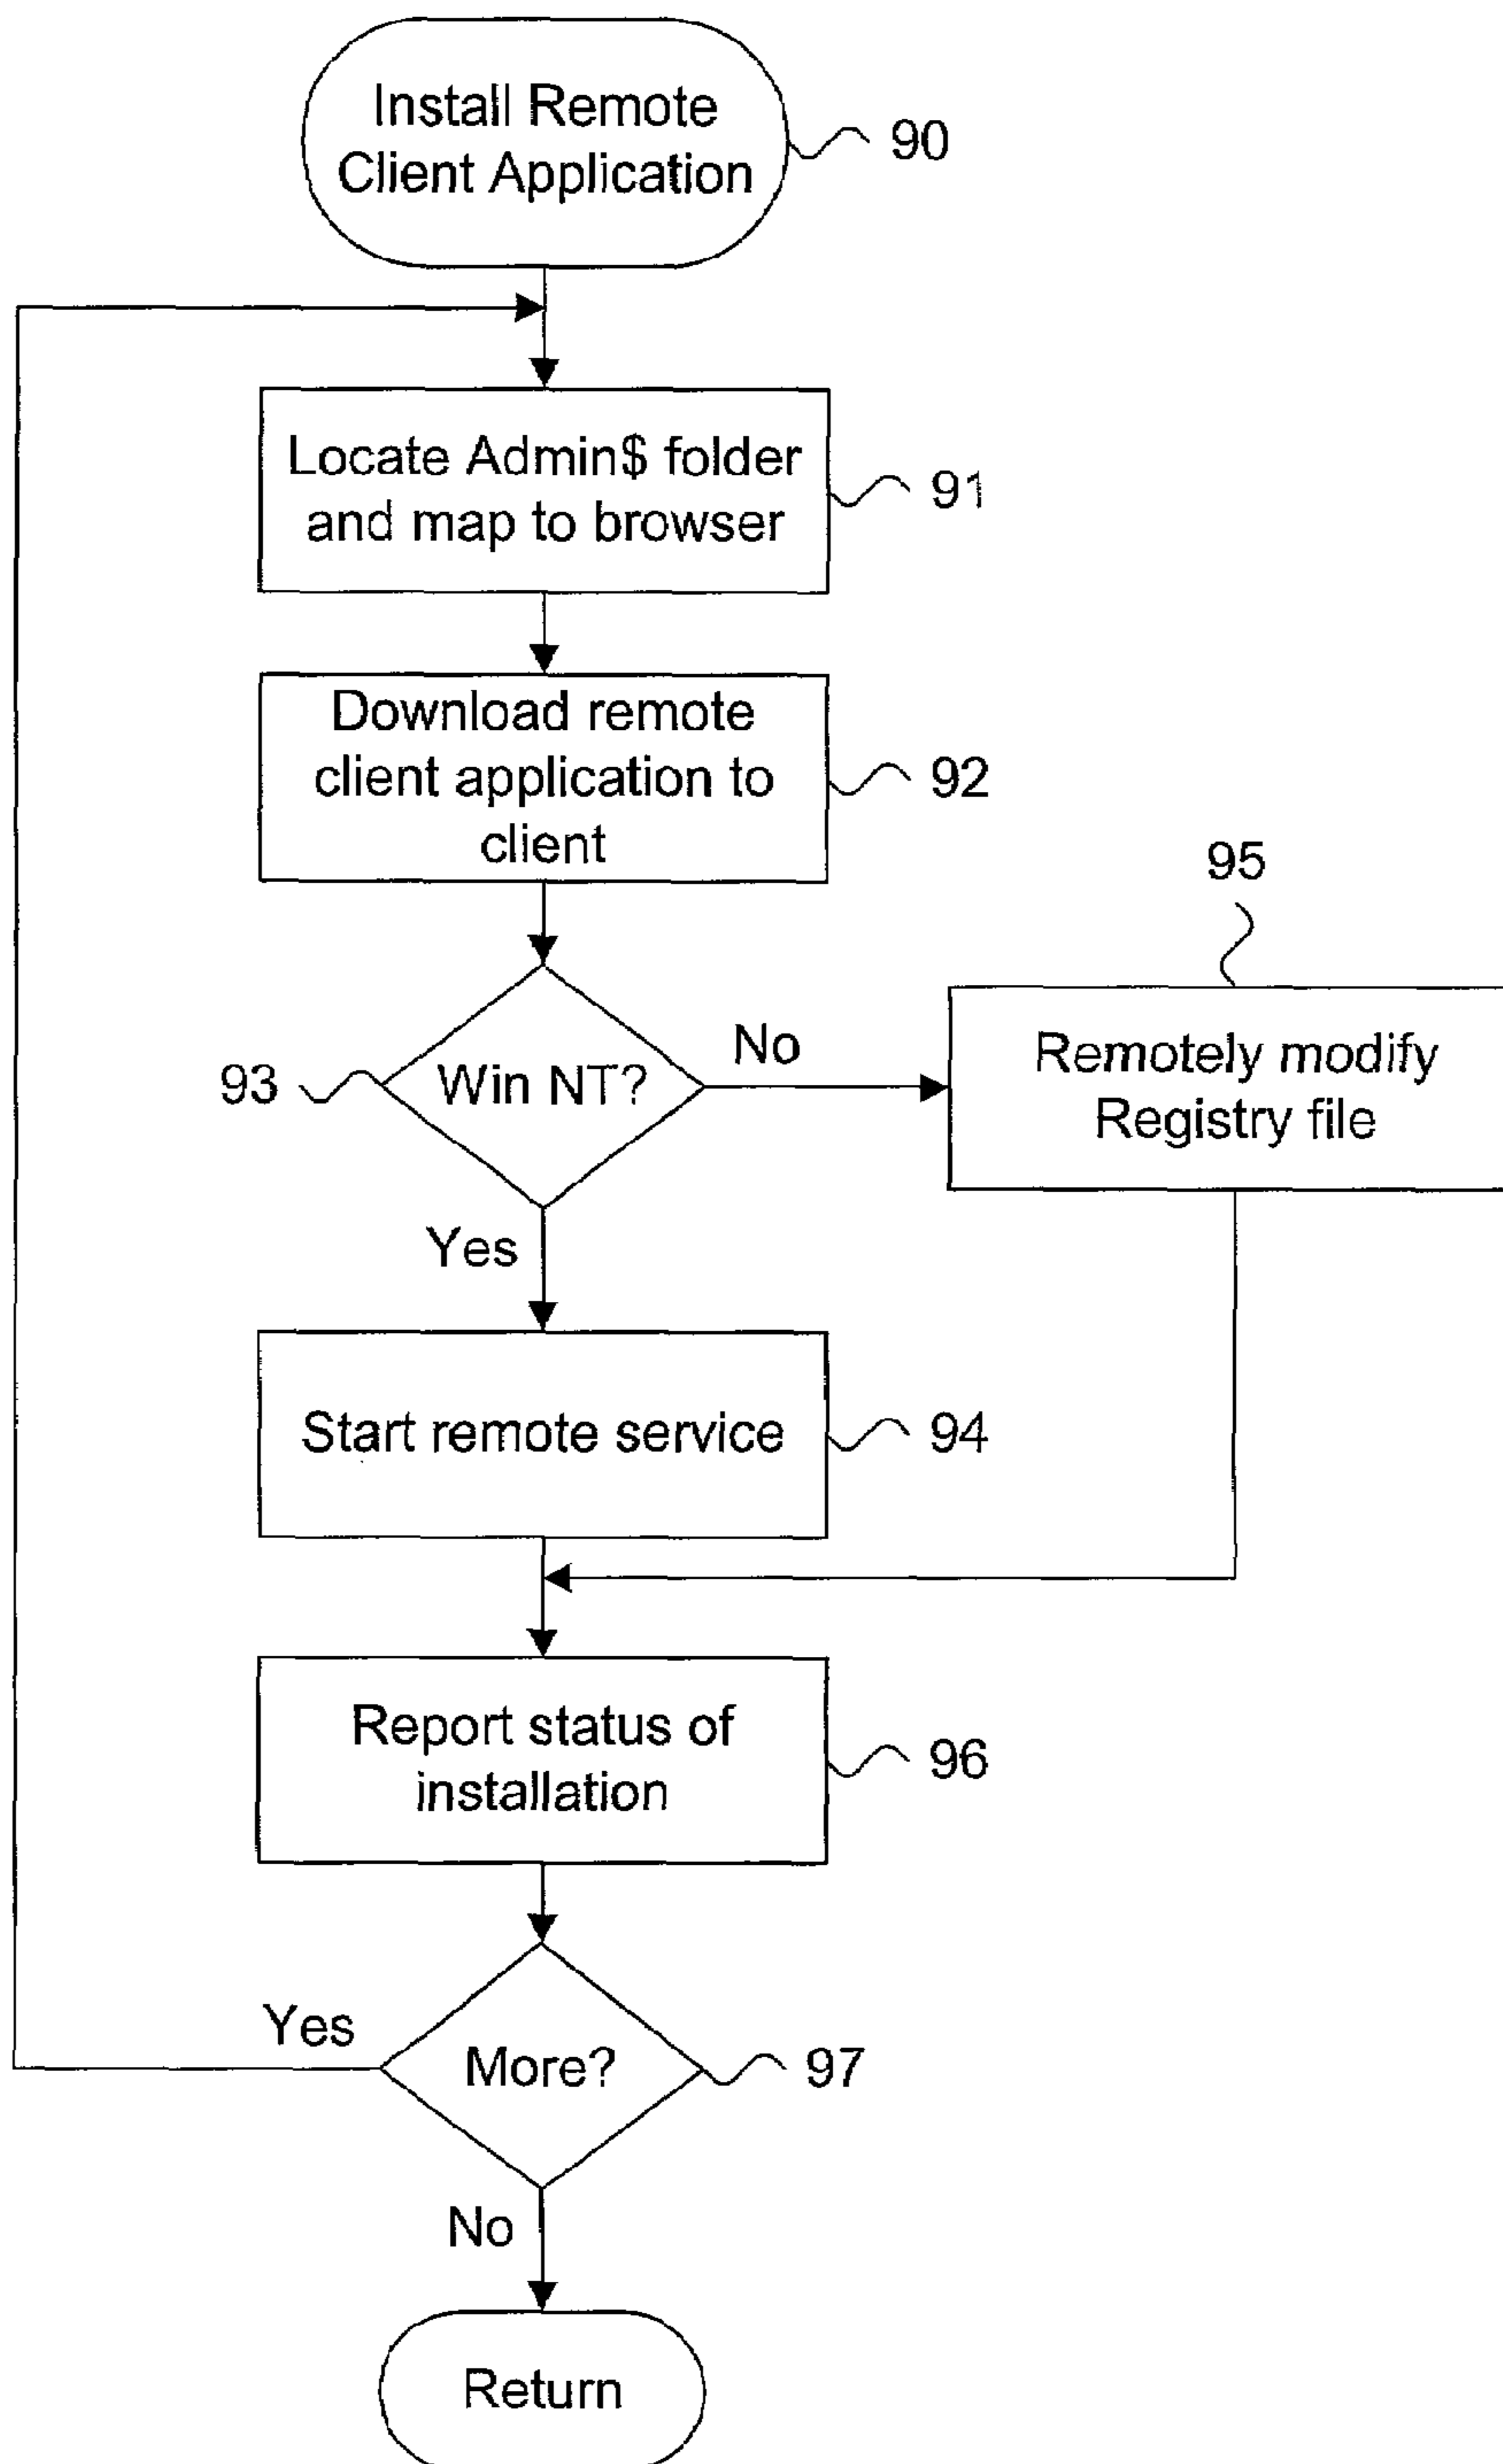 Install Remote
Client Application
90
Locate Admin$ folder
and map to browser
91
Download remote
client application to
client
92
95
93
Win NT?
No
Remotely modify
Registry file
Yes
Start remote service
94
Report status of
installation
96
Yes
More?
97
No
Return